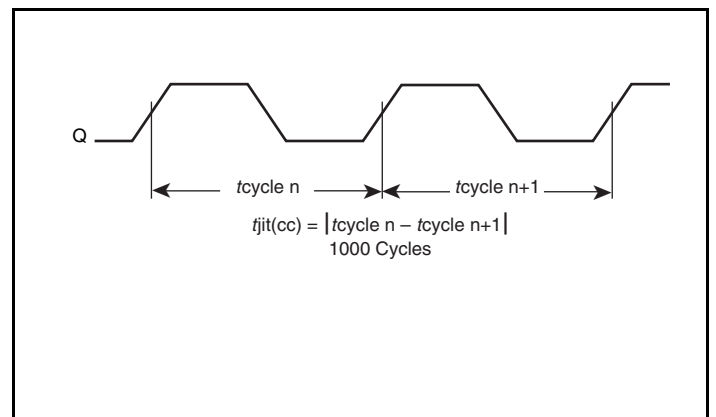 Q
tcycle n
tcycle n+1
tjit(cc) = |tcycle n – tcycle n+1|
1000 Cycles